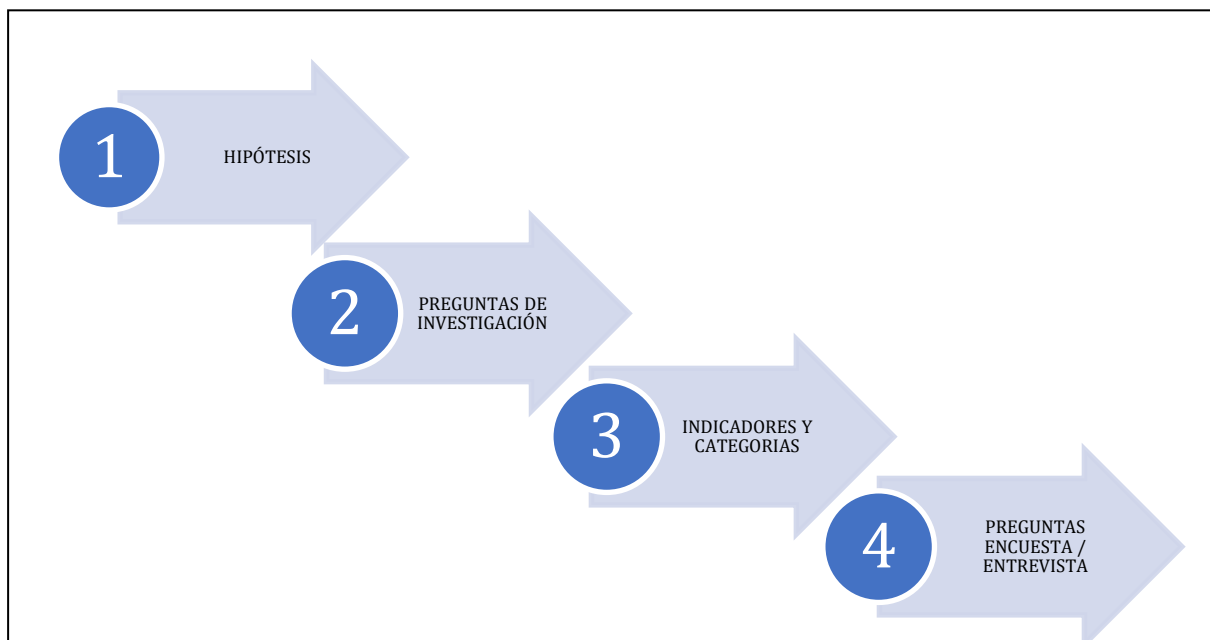 1
HIPÓTESIS
2
PREGUNTAS DE
INVESTIGACIÓN
3
INDICADORES Y
CATEGORIAS
4
PREGUNTAS
ENCUESTA /
ENTREVISTA